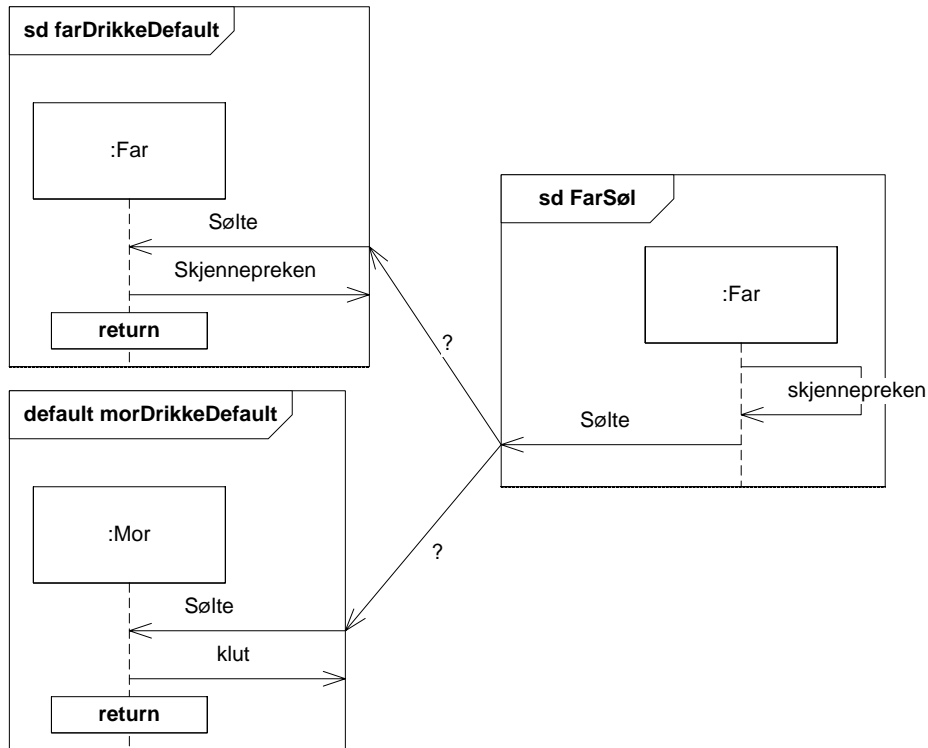 sd farDrikkeDefault
:Far
Sølte
Skjennepreken
return
default morDrikkeDefault
:Mor
Sølte
klut
return
?
?
sd FarSøl
:Far
skjennepreken
Sølte